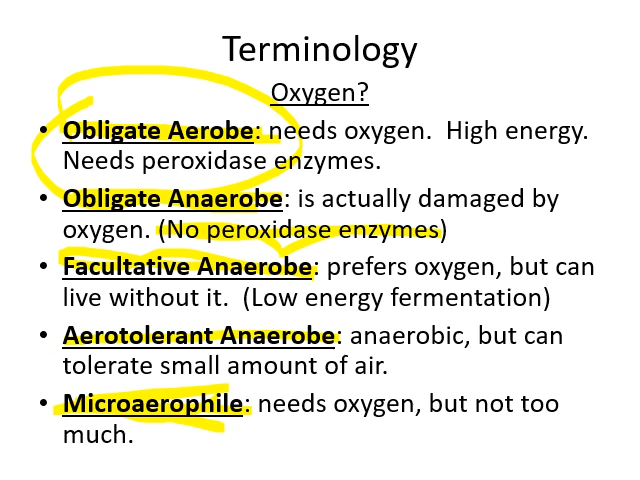 Terminology
Oxygen?
• Obligate Aerobe: needs oxygen.  High energy.
Needs peroxidase enzymes.
• Obligate Anaerobe: is actually damaged by
oxygen. (No peroxidase enzymes)
• Facultative Anaerobe: prefers oxygen, but can
live without it.  (Low energy fermentation)
• Aerotolerant Anaerobe: anaerobic, but can
tolerate small amount of air.
• Microaerophile: needs oxygen, but not too
much.